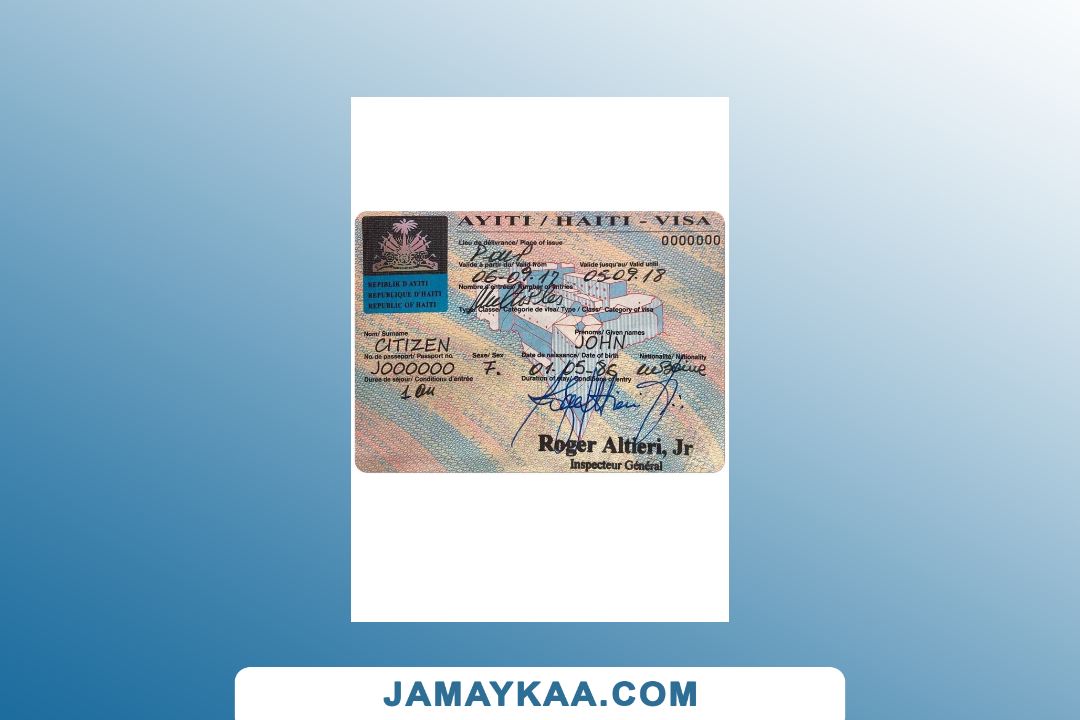 AYITI / HAITI - VISA
0000000
Lieu de délivrance/ Place of issue
P au P
Valide à partir du/ Valid from
Valide jusqu'au/ Valid until
06-09.17
05.09.18
Nombre d'entrées/ Number of Entries
Multiples
Type/ Classe/ Catégorie de visa/ Type / Class/ Category of visa
REPIBLIK D AYITI
REPUBLIQUE D'HAITI
REPUBLIC OF HAITI
Nom/ Surname
Prénoms/ Given names
CITIZEN
JOHN
No. de passeport/ Passport no.
Sexe/ Sex
Date de naissance/ Date of birth
Nationalité/ Nationality
J000000
F.
01.05-86
Durée de séjour/ Conditions d'entrée
Duration of stay/ Conditions of entry
1 an
Roger Altieri, Jr
Inspecteur Général
JAMAYKAA.COM